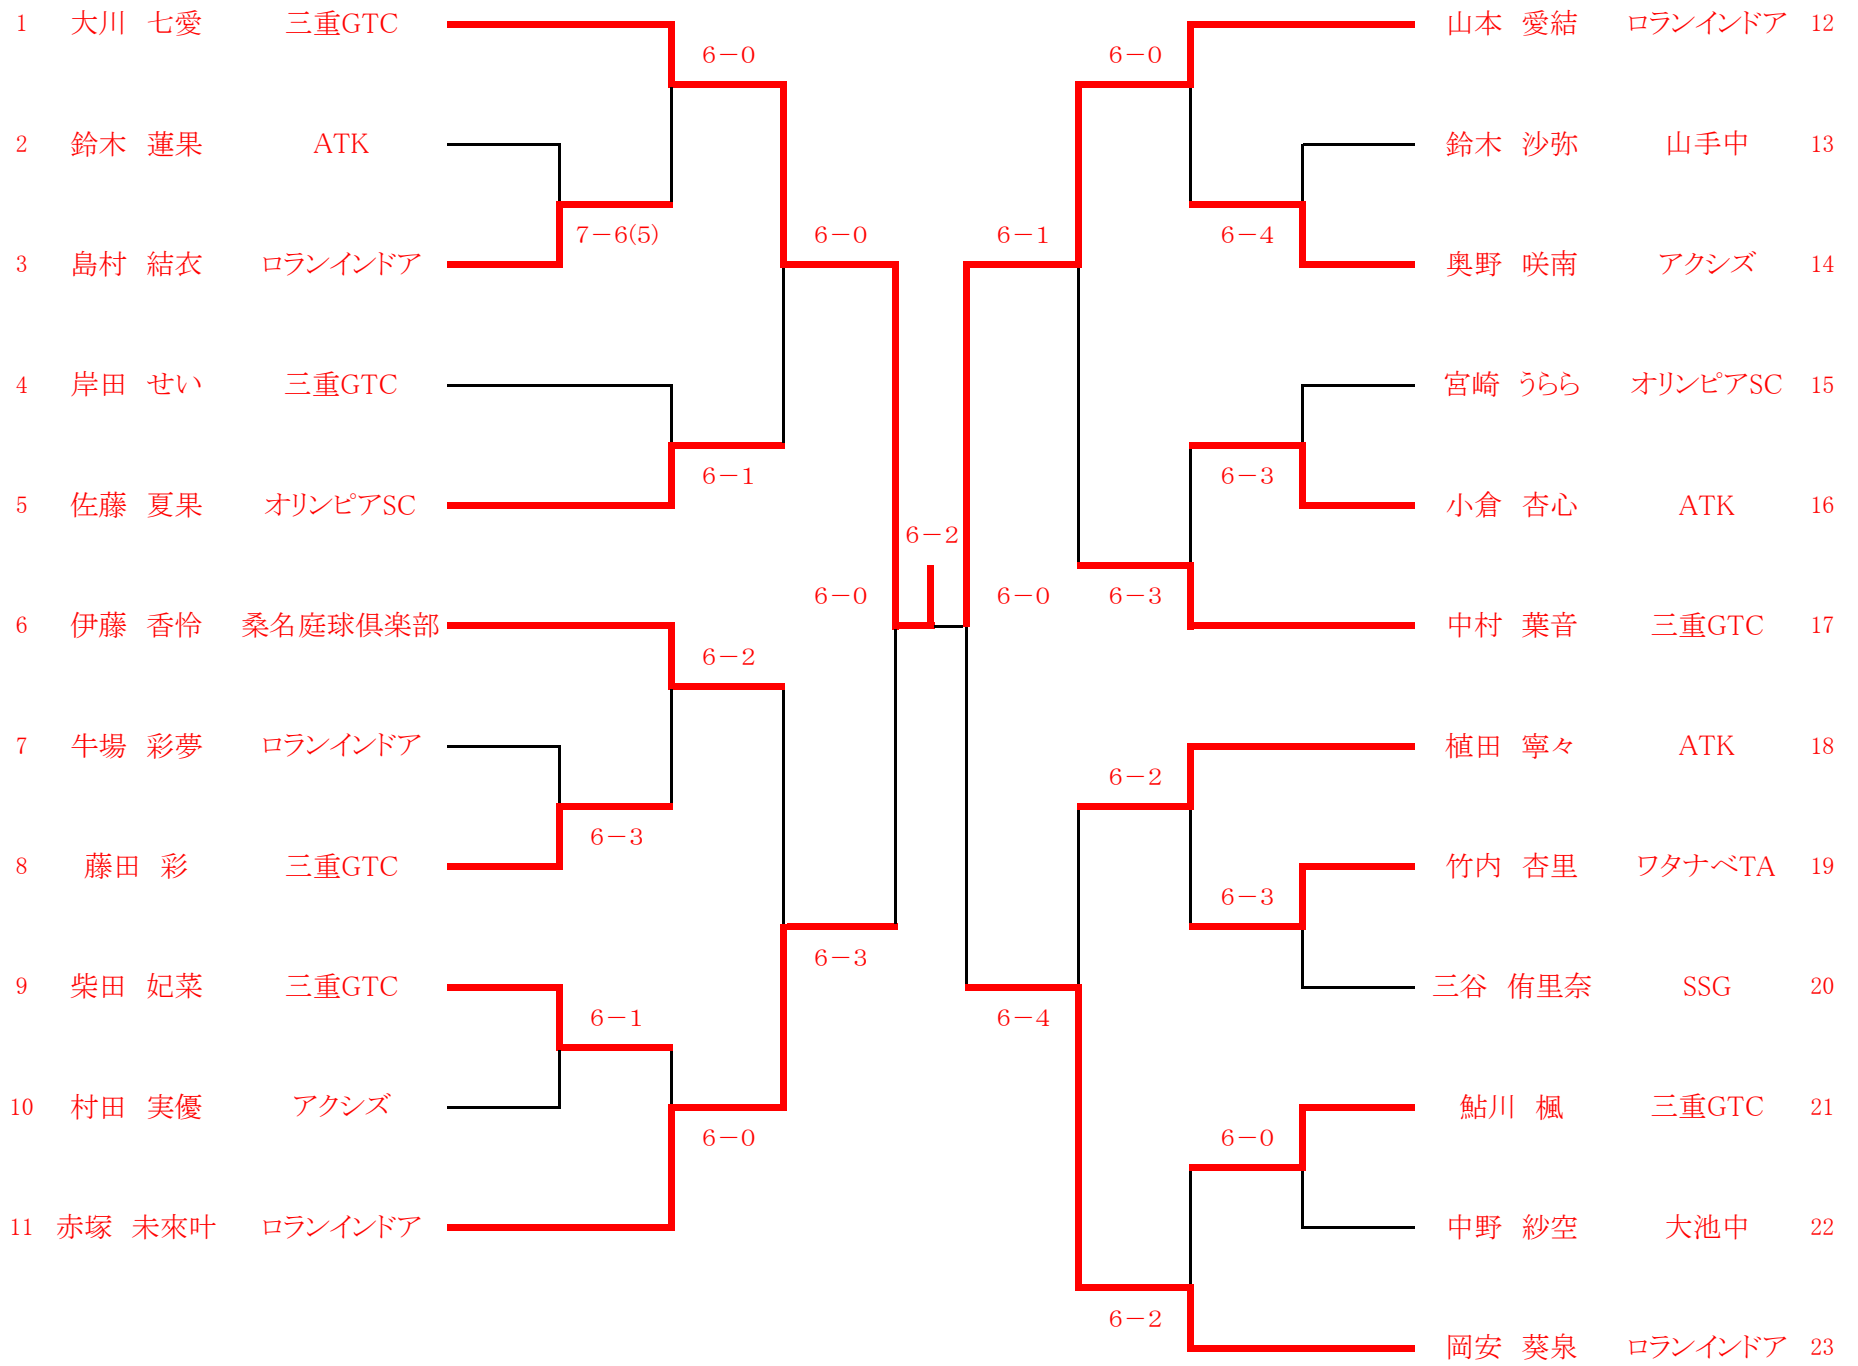 1 大川 七愛 三重GTC
6－0
2 鈴木 蓮果 ATK
7－6(5)
3 島村 結衣 ロランインドア
6－0
4 岸田 せい 三重GTC
6－1
5 佐藤 夏果 オリンピアSC
6－2
6－0
6 伊藤 香怜 桑名庭球倶楽部
6－2
7 牛場 彩夢 ロランインドア
6－3
8 藤田 彩 三重GTC
6－3
9 柴田 妃菜 三重GTC
6－1
10 村田 実優 アクシズ
6－0
11 赤塚 未來叶 ロランインドア
山本 愛結 ロランインドア 12
6－0
鈴木 沙弥 山手中 13
6－1
6－4
奥野 咲南 アクシズ 14
宮崎 うらら オリンピアSC 15
6－3
小倉 杏心 ATK 16
6－0
6－3
中村 葉音 三重GTC 17
植田 寧々 ATK 18
6－2
竹内 杏里 ワタナベTA 19
6－3
三谷 侑里奈 SSG 20
6－4
鮎川 楓 三重GTC 21
6－0
中野 紗空 大池中 22
6－2
岡安 葵泉 ロランインドア 23